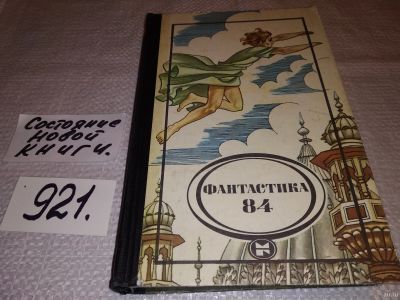 Состояние
новой
книги.
921.
ФАНТАСТИКА
84